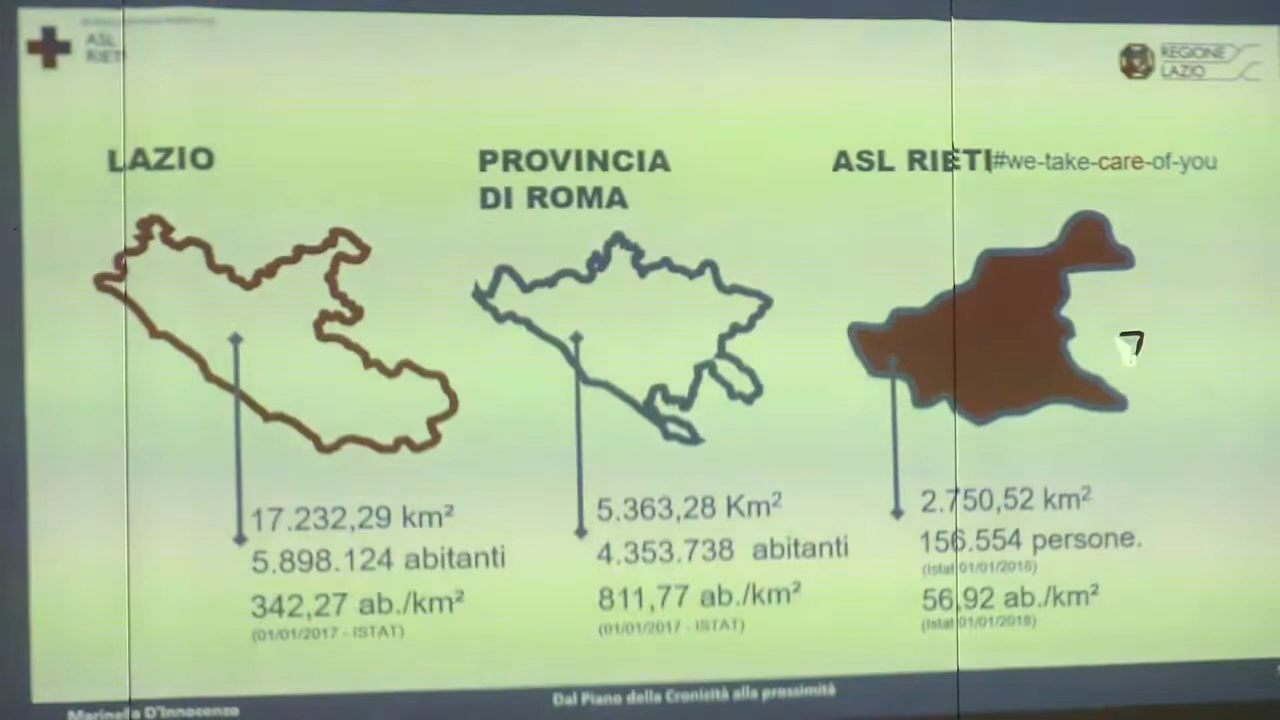 ASL
RIETI
REGIONE
LAZIO
LAZIO
PROVINCIA
DI ROMA
ASL RIETI #we-take-care-of-you
17.232,29 km²
5.898.124 abitanti
342,27 ab./km²
(01/01/2017 - ISTAT)
5.363,28 Km²
4.353.738 abitanti
811,77 ab./km²
(01/01/2017 - ISTAT)
2.750,52 km²
156.554 persone.
(Istat 01/01/2018)
56,92 ab./km²
(Istat 01/01/2018)
Marinella D'Innocenzo
Dal Piano della Cronicità alla prossimità